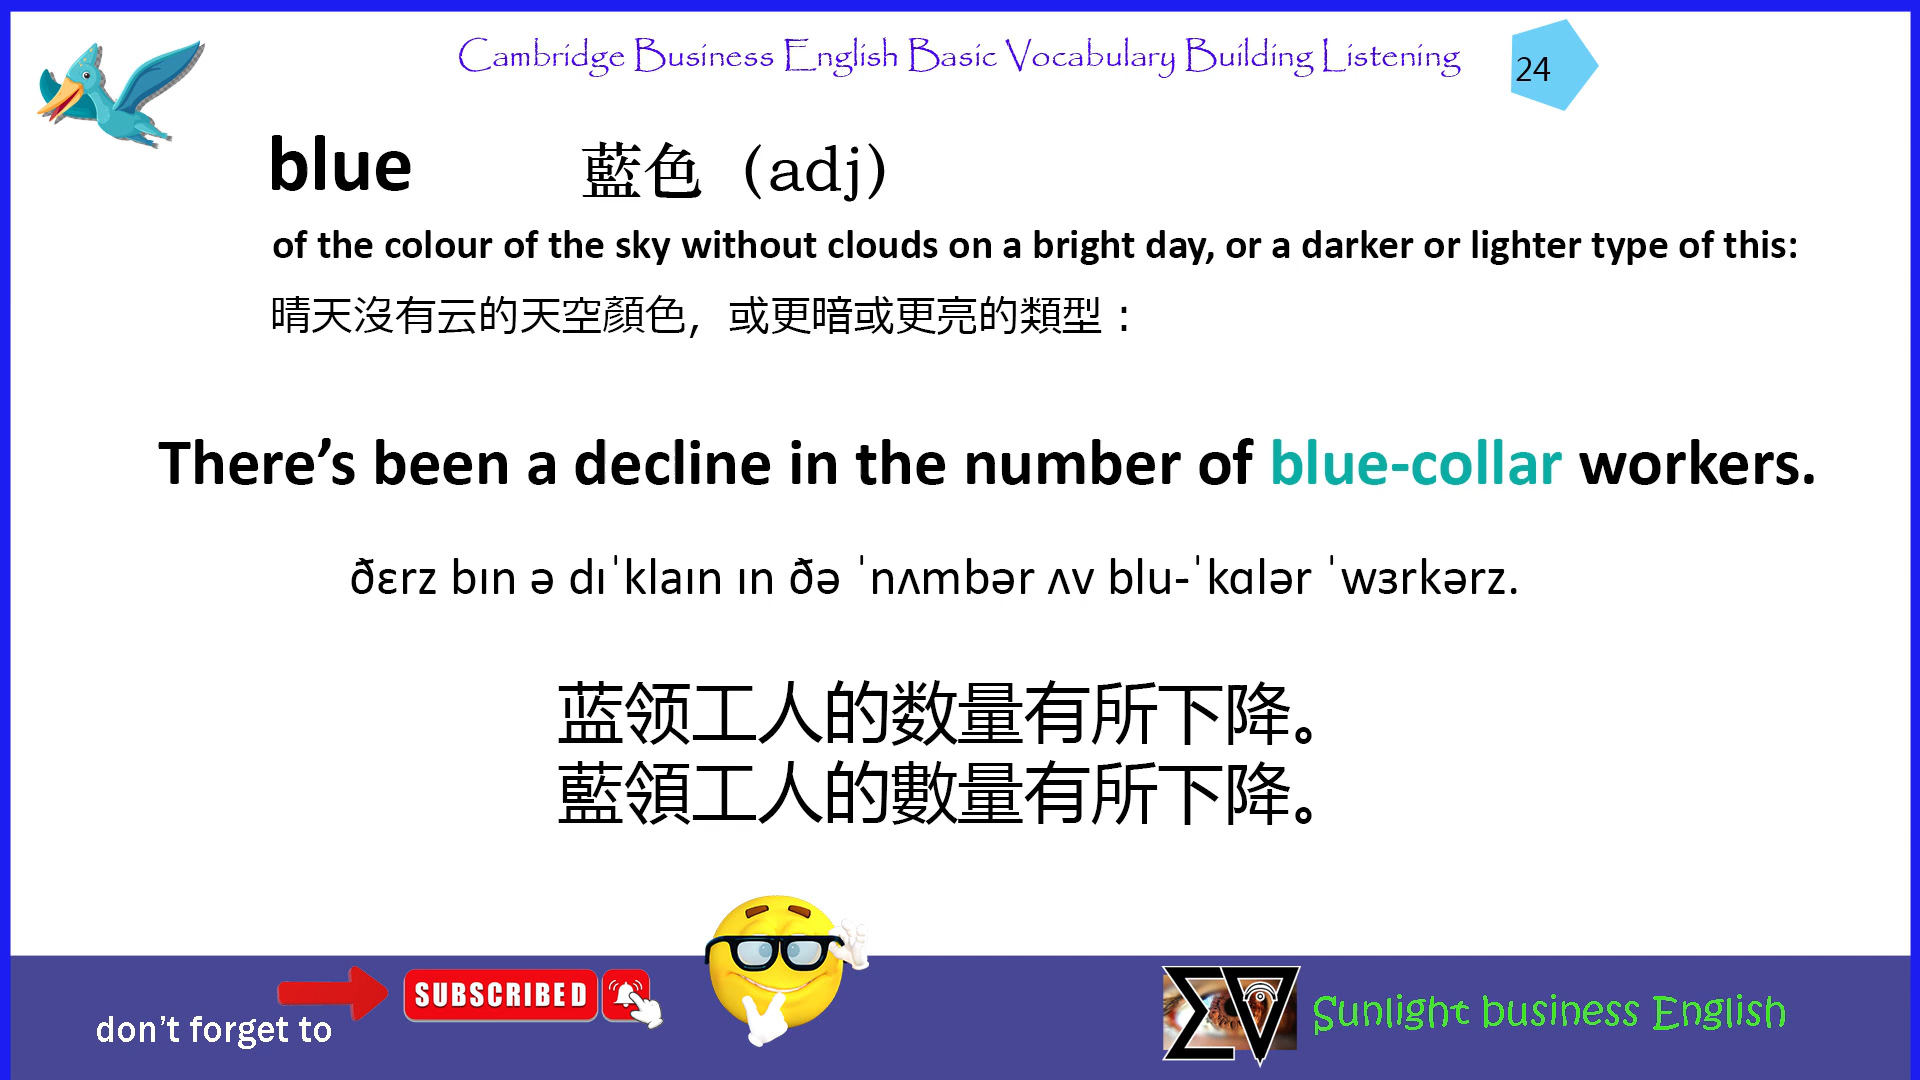 Cambridge Business English Basic Vocabulary Building Listening
24
blue 藍色 (adj)
of the colour of the sky without clouds on a bright day, or a darker or lighter type of this:
晴天沒有云的天空顏色，或更暗或更亮的類型：
There’s been a decline in the number of blue-collar workers.
ðɛrz bɪn ə dɪˈklaɪn ɪn ðə ˈnʌmbər ʌv blu-ˈkɑlər ˈwɜrkərz.
蓝领工人的数量有所下降。
藍領工人的數量有所下降。
don’t forget to
SUBSCRIBED
Sunlight business English